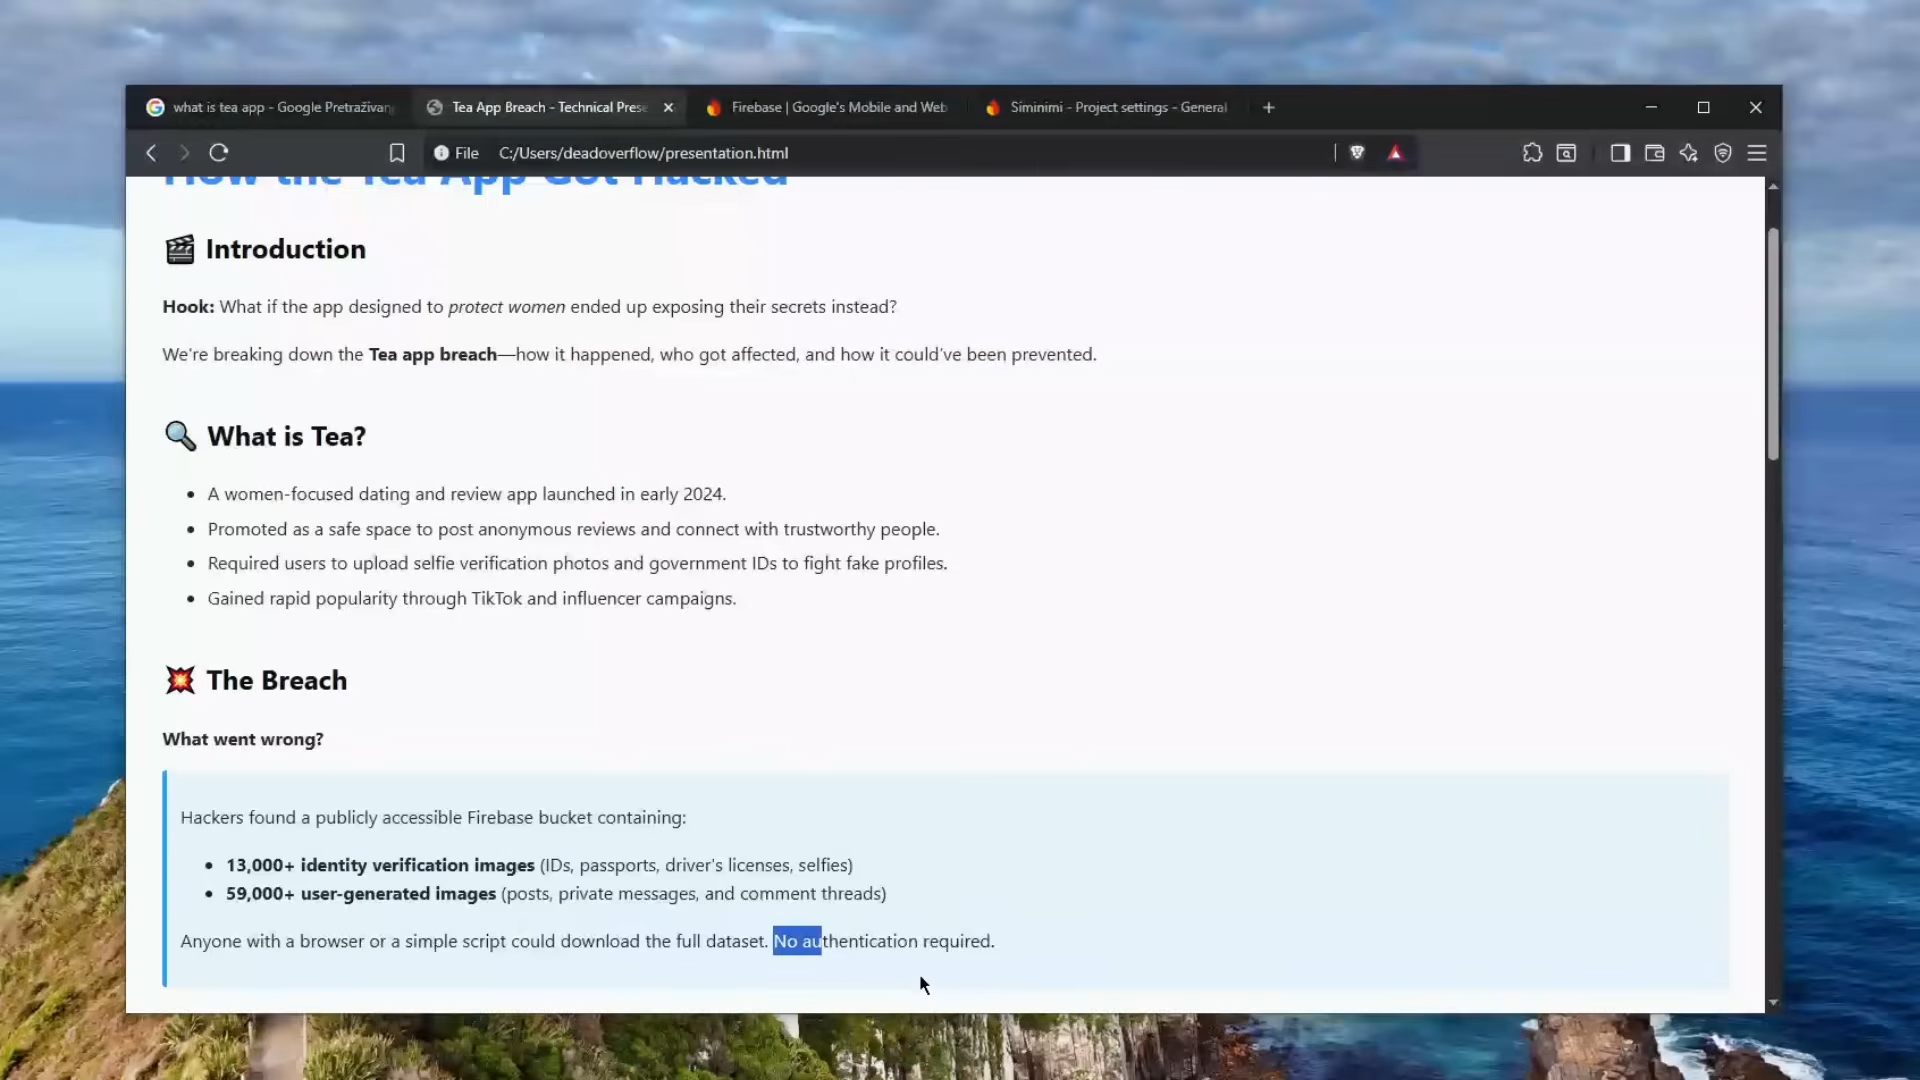 what is tea app - Google Pretraživan
Tea App Breach - Technical Prese
Firebase | Google's Mobile and Web
Siminimi - Project settings - General
File C:/Users/deadoverflow/presentation.html
How the Tea App Got Hacked
Introduction
Hook: What if the app designed to protect women ended up exposing their secrets instead?
We're breaking down the Tea app breach—how it happened, who got affected, and how it could've been prevented.
What is Tea?
• A women-focused dating and review app launched in early 2024.
• Promoted as a safe space to post anonymous reviews and connect with trustworthy people.
• Required users to upload selfie verification photos and government IDs to fight fake profiles.
• Gained rapid popularity through TikTok and influencer campaigns.
The Breach
What went wrong?
Hackers found a publicly accessible Firebase bucket containing:
• 13,000+ identity verification images (IDs, passports, driver's licenses, selfies)
• 59,000+ user-generated images (posts, private messages, and comment threads)
Anyone with a browser or a simple script could download the full dataset. No authentication required.